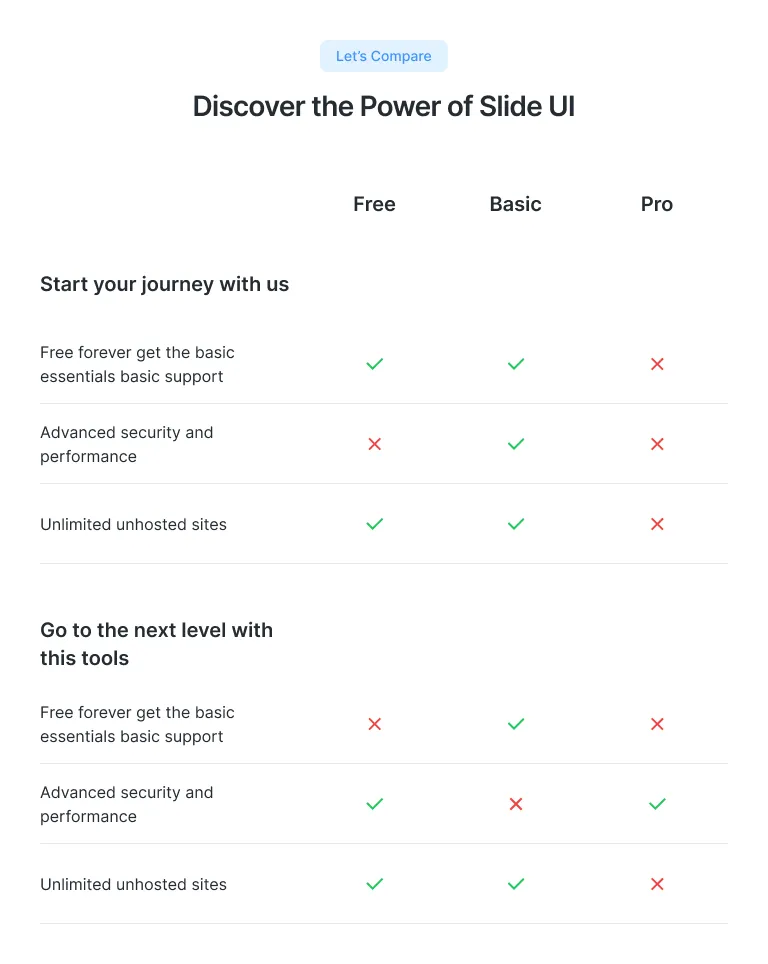 Let’s Compare
Discover the Power of Slide UI
Free Basic Pro
Start your journey with us
Free forever get the basic
essentials basic support
Advanced security and
performance
Unlimited unhosted sites
Go to the next level with
this tools
Free forever get the basic
essentials basic support
Advanced security and
performance
Unlimited unhosted sites